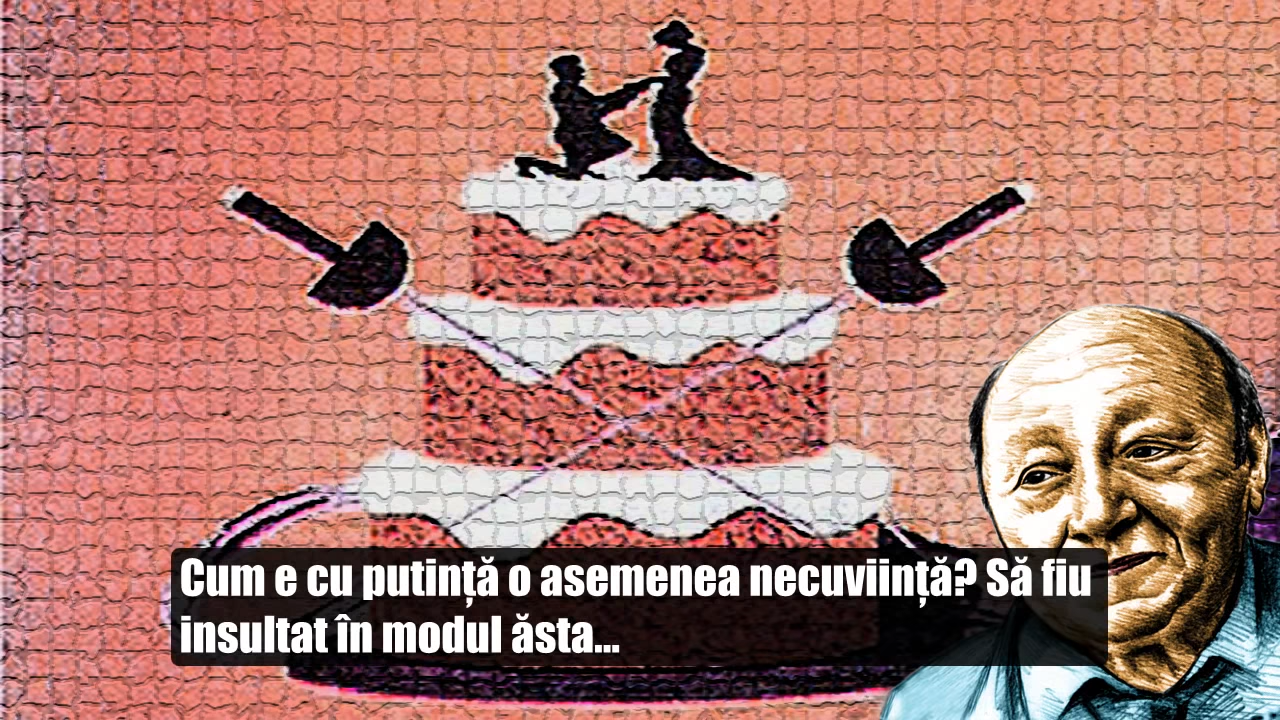 Cum e cu putință o asemenea necuviință? Să fiu
insultat în modul ăsta...